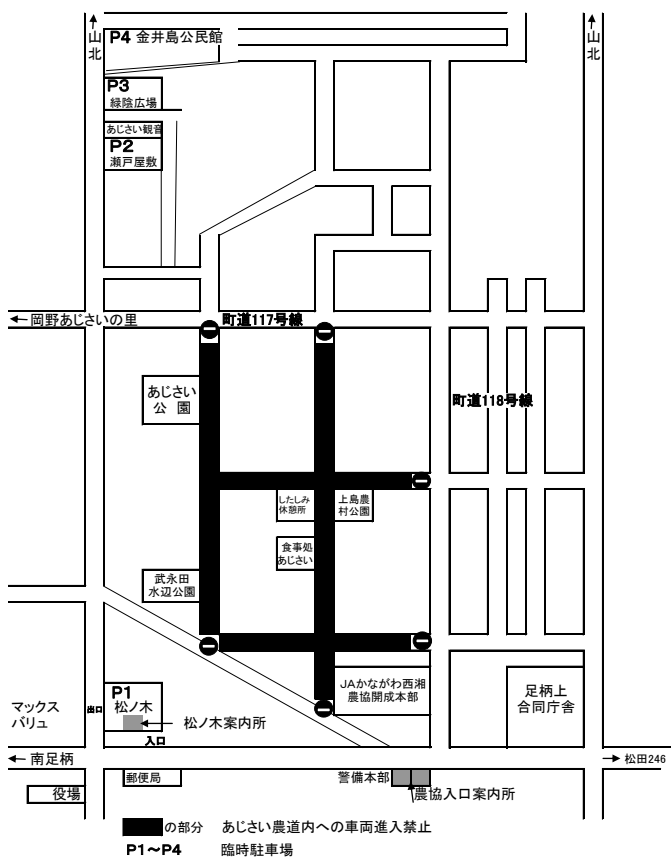 ↑山北
↑山北
P4 金井島公民館
P3
緑陰広場
あじさい観音
P2
瀬戸屋敷
←岡野あじさいの里
町道117号線
あじさい
公 園
町道118号線
したしみ
休憩所
上島農
村公園
食事処
あじさい
武永田
水辺公園
JAかながわ西湘
農協開成本部
足柄上
合同庁舎
マックス
バリュ
出口
P1
松ノ木
← 松ノ木案内所
入口
←南足柄
→松田246
郵便局
警備本部
農協入口案内所
役場
の部分 あじさい農道内への車両進入禁止
P1~P4 臨時駐車場